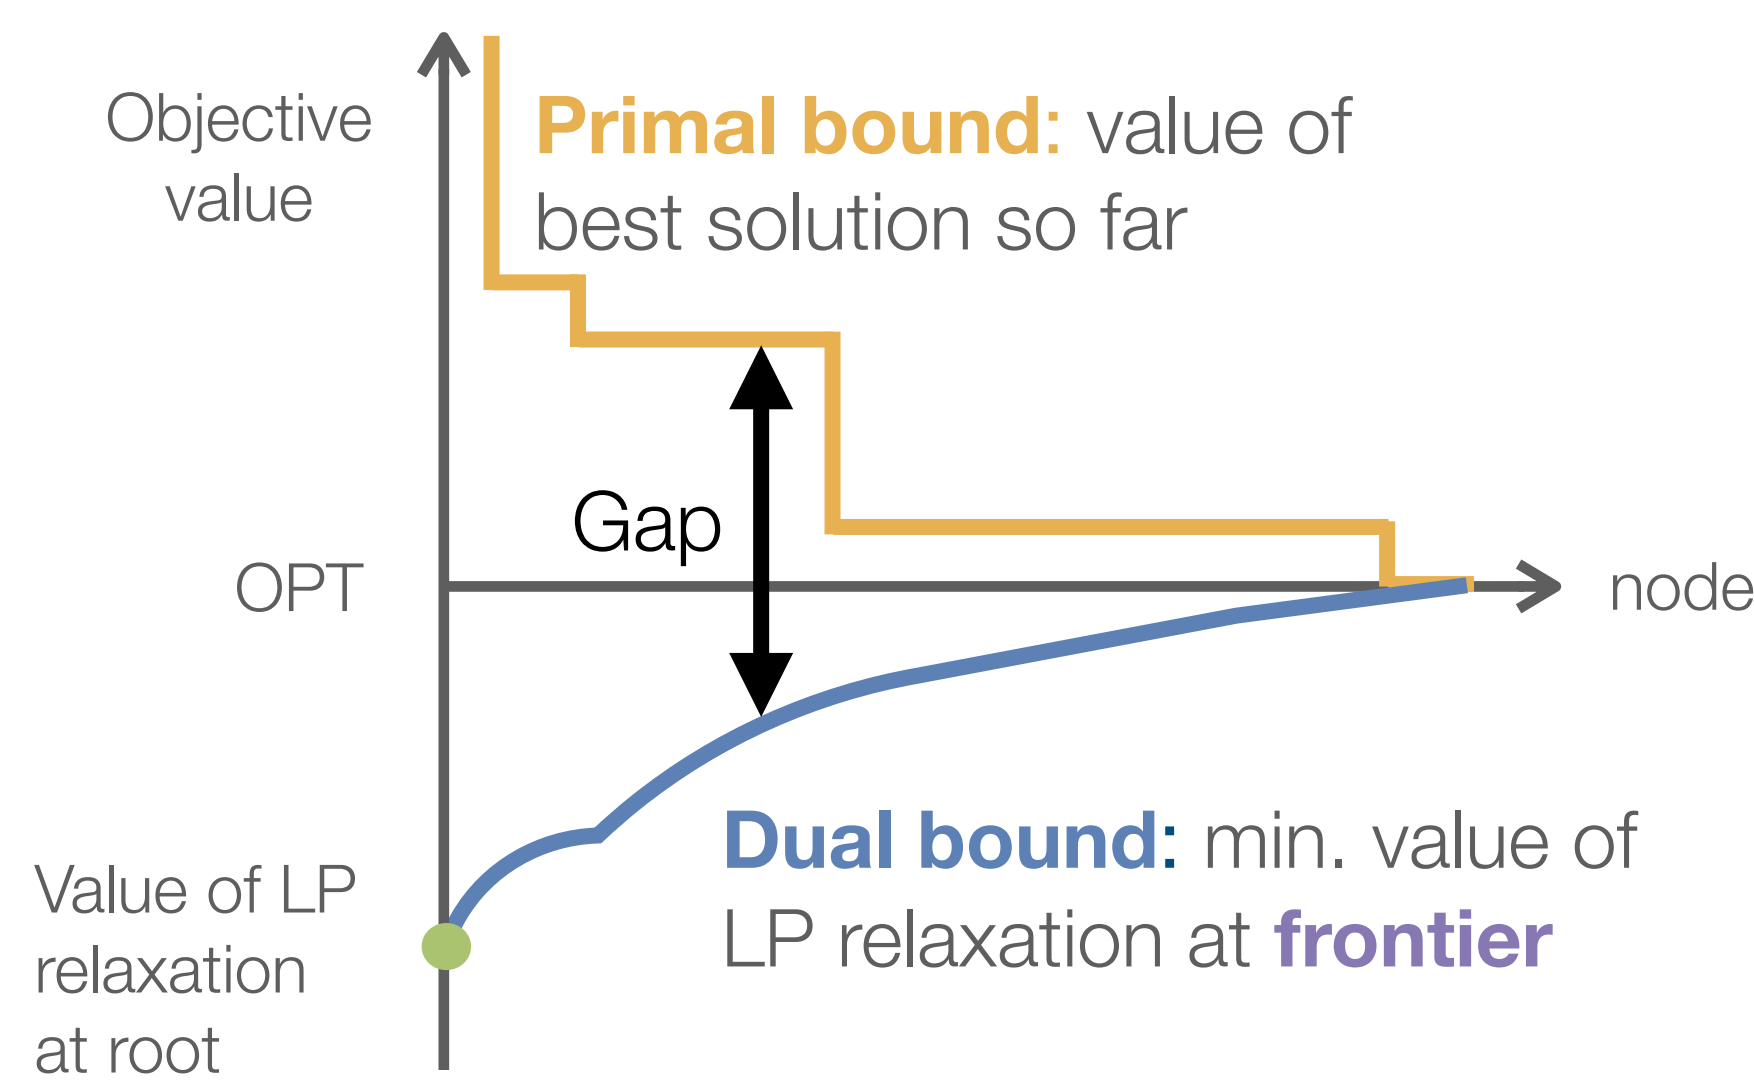 Objective
value
Primal bound: value of
best solution so far
Gap
OPT
node
Dual bound: min. value of
LP relaxation at frontier
Value of LP
relaxation
at root